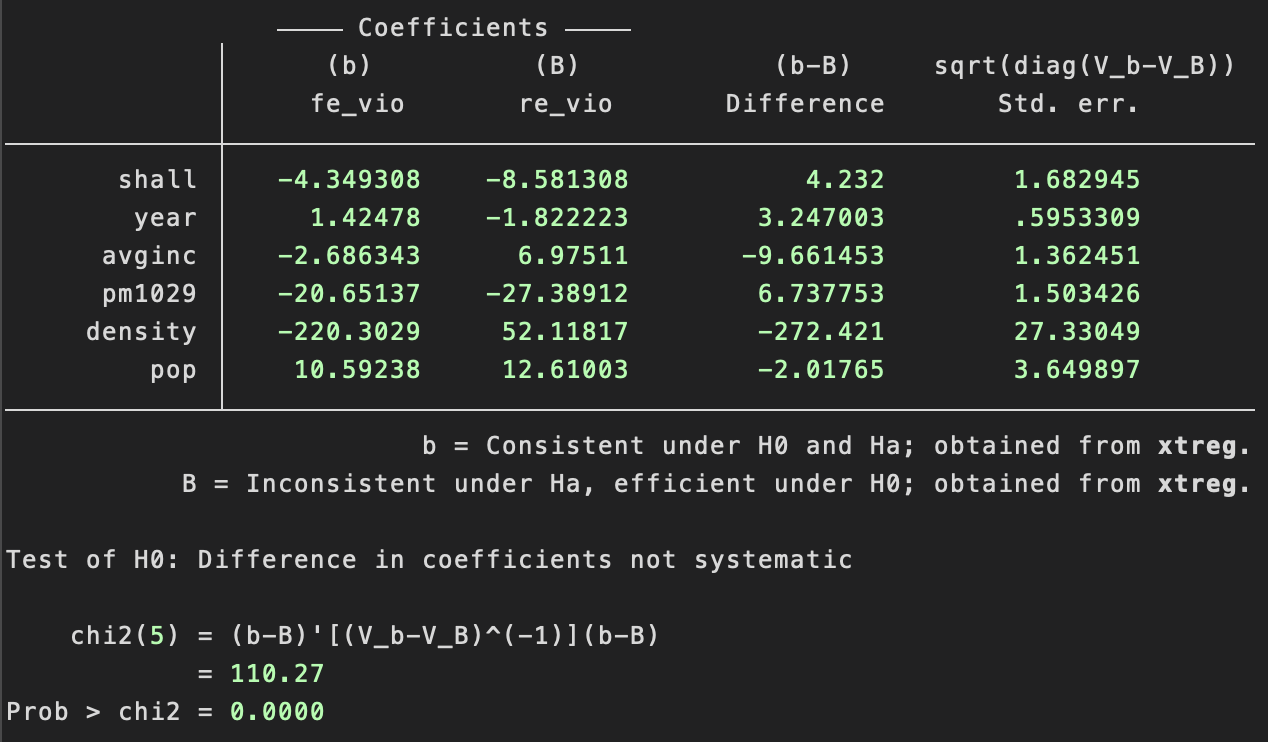 Coefficients
(b) (B) (b-B) sqrt(diag(V_b-V_B))
fe_vio re_vio Difference Std. err.
shall -4.349308 -8.581308 4.232 1.682945
year 1.42478 -1.822223 3.247003 .5953309
avginc -2.686343 6.97511 -9.661453 1.362451
pm1029 -20.65137 -27.38912 6.737753 1.503426
density -220.3029 52.11817 -272.421 27.33049
pop 10.59238 12.61003 -2.01765 3.649897
b = Consistent under H0 and Ha; obtained from xtreg.
B = Inconsistent under Ha, efficient under H0; obtained from xtreg.
Test of H0: Difference in coefficients not systematic
chi2(5) = (b-B)'[(V_b-V_B)^(-1)](b-B)
= 110.27
Prob > chi2 = 0.0000